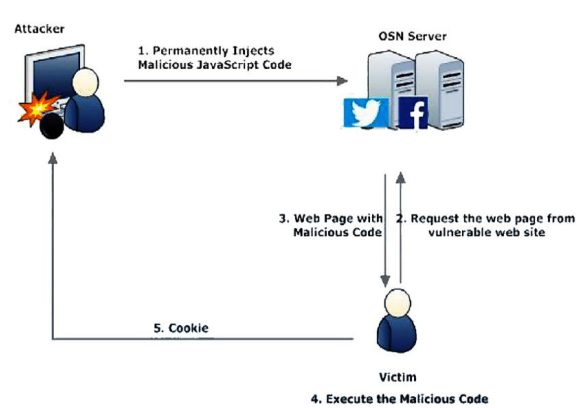 Attacker
OSN Server
1. Permanently Injects
Malicious JavaScript Code
3. Web Page with
Malicious Code
2. Request the web page from
vulnerable web site
5. Cookie
Victim
4. Execute the Malicious Code